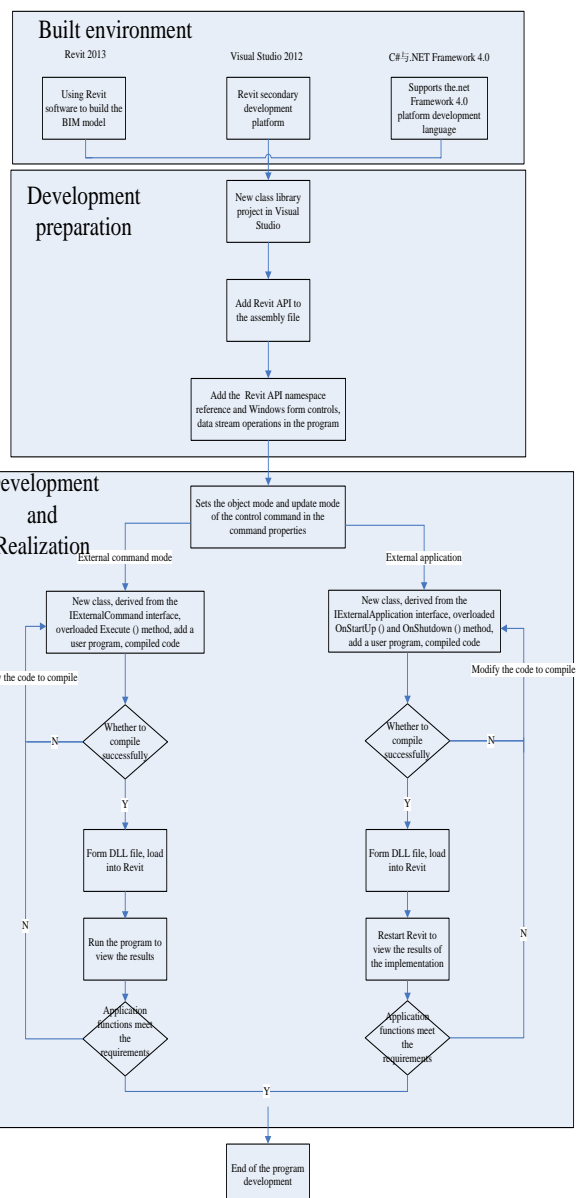 Built environment
Revit 2013
Visual Studio 2012
C#与.NET Framework 4.0
Using Revit
software to build the
BIM model
Revit secondary
development
platform
Supports the.net
Framework 4.0
platform development
language
Development
preparation
New class library
project in Visual
Studio
Add Revit API to
the assembly file
Add the Revit API namespace
reference and Windows form controls,
data stream operations in the program
evelopment
and
Realization
Sets the object mode and update mode
of the control command in the
command properties
External command mode
External application
New class, derived from the
IExternalCommand interface,
overloaded Execute () method, add a
user program, compiled code
New class, derived from the
IExternalApplication interface, overloaded
OnStartUp () and OnShutdown () method,
add a user program, compiled code
y the code to compile
Modify the code to compile
Whether to
compile
successfully
N
Whether to
compile
successfully
N
Y
Y
Form DLL file, load
into Revit
Form DLL file, load
into Revit
N
Run the program to
view the results
Restart Revit to
view the results of
the implementation
N
Application
functions meet
the
requirements
Application
functions meet
the
requirements
Y
End of the program
development